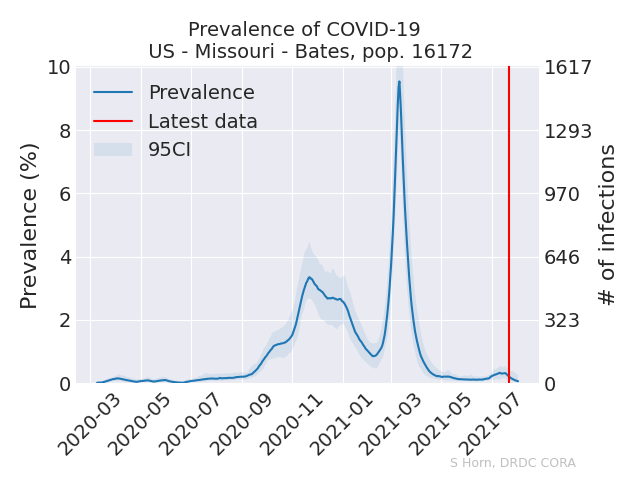 Prevalence of COVID-19
US - Missouri - Bates, pop. 16172
Prevalence
Latest data
95CI
Prevalence (%)
10
8
6
4
2
0
# of infections
1617
1293
970
646
323
0
2020-03
2020-05
2020-07
2020-09
2020-11
2021-01
2021-03
2021-05
2021-07
S Horn, DRDC CORA